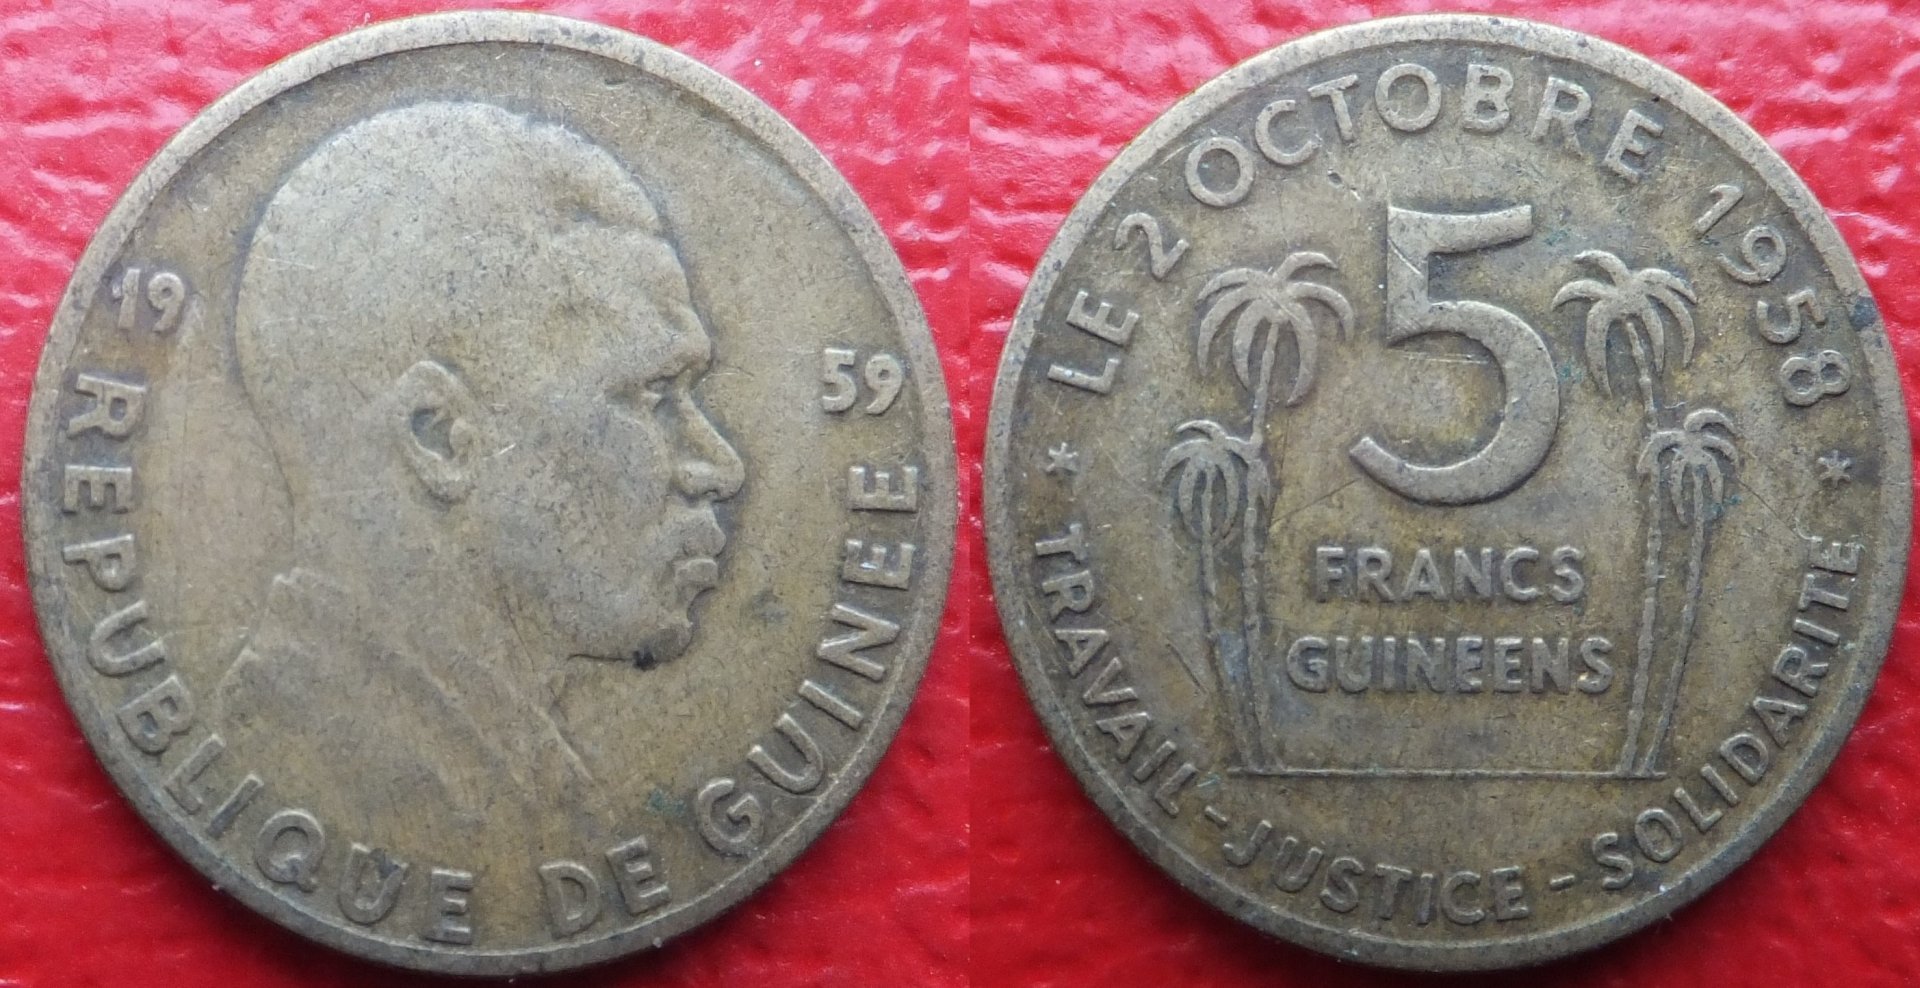 19 59
REPUBLIQUE DE GUINEE
LE 2 OCTOBRE 1958
5
FRANCS
GUINEENS
* TRAVAIL - JUSTICE - SOLIDARITE *